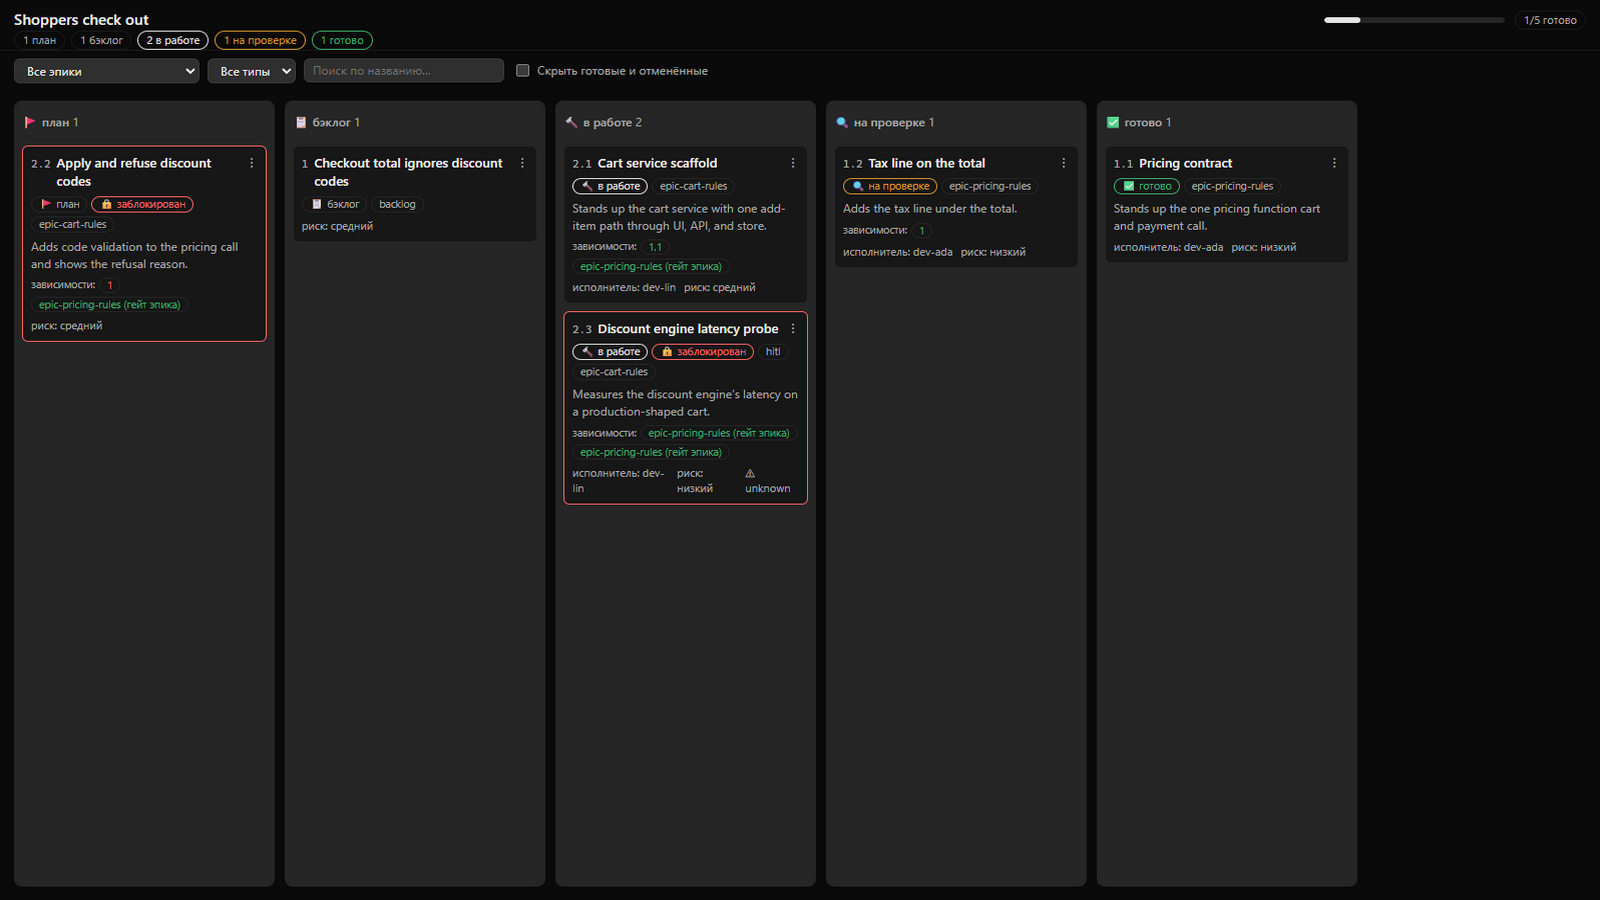 Shoppers check out
1/5 готово
1 план 1 бэклог 2 в работе 1 на проверке 1 готово
Все эпики Все типы Поиск по названию... Скрыть готовые и отменённые
план 1
2.2 Apply and refuse discount
codes
план заблокирован
epic-cart-rules
Adds code validation to the pricing call
and shows the refusal reason.
зависимости: 1
epic-pricing-rules (гейт эпика)
риск: средний
бэклог 1
1 Checkout total ignores discount
codes
бэклог backlog
риск: средний
в работе 2
2.1 Cart service scaffold
в работе epic-cart-rules
Stands up the cart service with one add-
item path through UI, API, and store.
зависимости: 1.1
epic-pricing-rules (гейт эпика)
исполнитель: dev-lin риск: средний
2.3 Discount engine latency probe
в работе заблокирован hitl
epic-cart-rules
Measures the discount engine's latency on
a production-shaped cart.
зависимости: epic-pricing-rules (гейт эпика)
epic-pricing-rules (гейт эпика)
исполнитель: dev-
lin
риск:
низкий
⚠
unknown
на проверке 1
1.2 Tax line on the total
на проверке epic-pricing-rules
Adds the tax line under the total.
зависимости: 1
исполнитель: dev-ada риск: низкий
готово 1
1.1 Pricing contract
готово epic-pricing-rules
Stands up the one pricing function cart
and payment call.
исполнитель: dev-ada риск: низкий